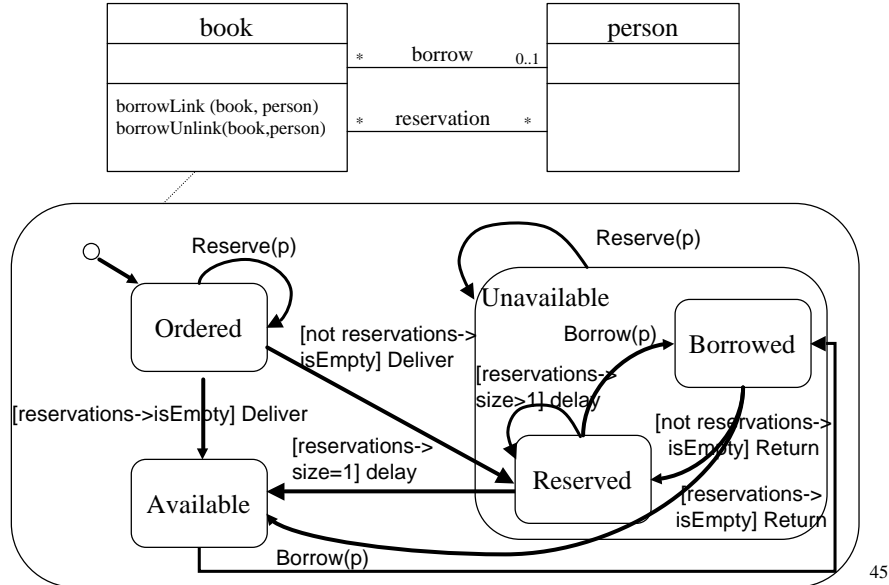 book
person
* borrow 0..1
borrowLink (book, person)
borrowUnlink(book,person)
* reservation *
Reserve(p)
Reserve(p)
Unavailable
Ordered
[not reservations->
isEmpty] Deliver
Borrow(p)
Borrowed
[reservations->
size>1] delay
[reservations->isEmpty] Deliver
[not reservations->
isEmpty] Return
[reservations->
size=1] delay
Reserved
Available
[reservations->
isEmpty] Return
Borrow(p)
45